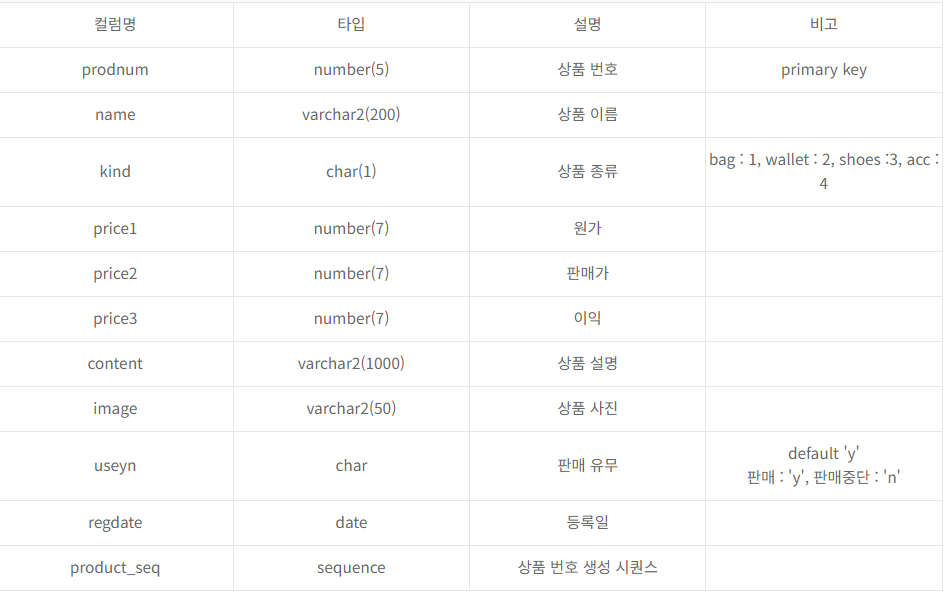 컬럼명 타입 설명 비고
prodnum number(5) 상품 번호 primary key
name varchar2(200) 상품 이름
kind char(1) 상품 종류 bag : 1, wallet : 2, shoes :3, acc :
4
price1 number(7) 원가
price2 number(7) 판매가
price3 number(7) 이익
content varchar2(1000) 상품 설명
image varchar2(50) 상품 사진
useyn char 판매 유무 default 'y'
판매 : 'y', 판매중단 : 'n'
regdate date 등록일
product_seq sequence 상품 번호 생성 시퀀스